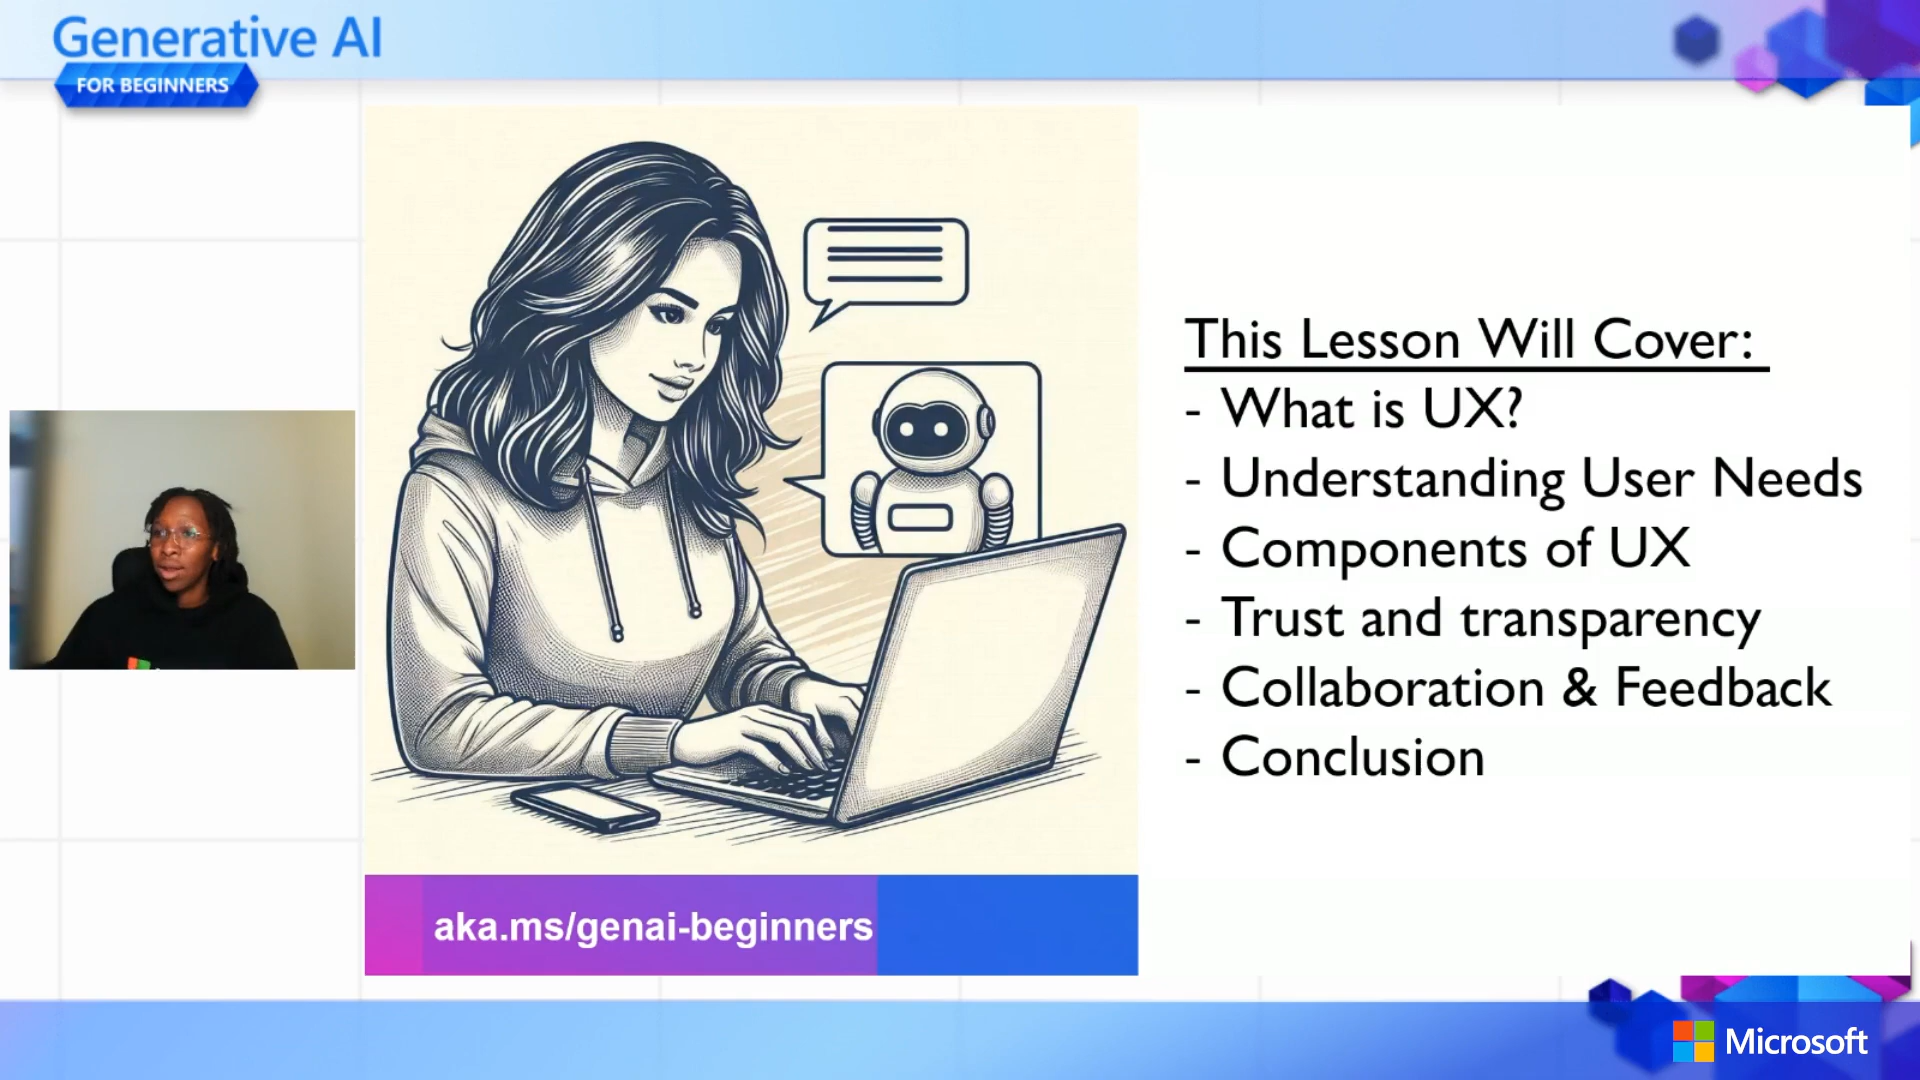 Generative AI
FOR BEGINNERS
This Lesson Will Cover:
- What is UX?
- Understanding User Needs
- Components of UX
- Trust and transparency
- Collaboration & Feedback
- Conclusion
aka.ms/genai-beginners
Microsoft